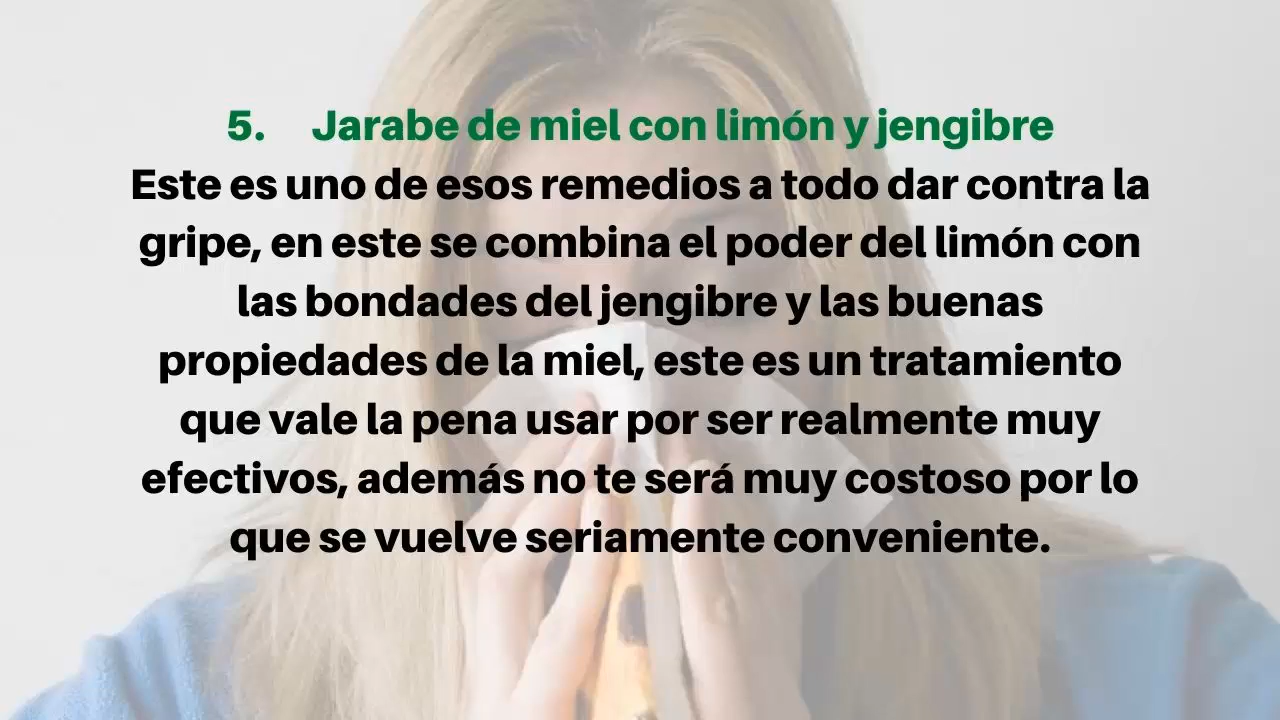 5. Jarabe de miel con limón y jengibre
Este es uno de esos remedios a todo dar contra la
gripe, en este se combina el poder del limón con
las bondades del jengibre y las buenas
propiedades de la miel, este es un tratamiento
que vale la pena usar por ser realmente muy
efectivos, además no te será muy costoso por lo
que se vuelve seriamente conveniente.